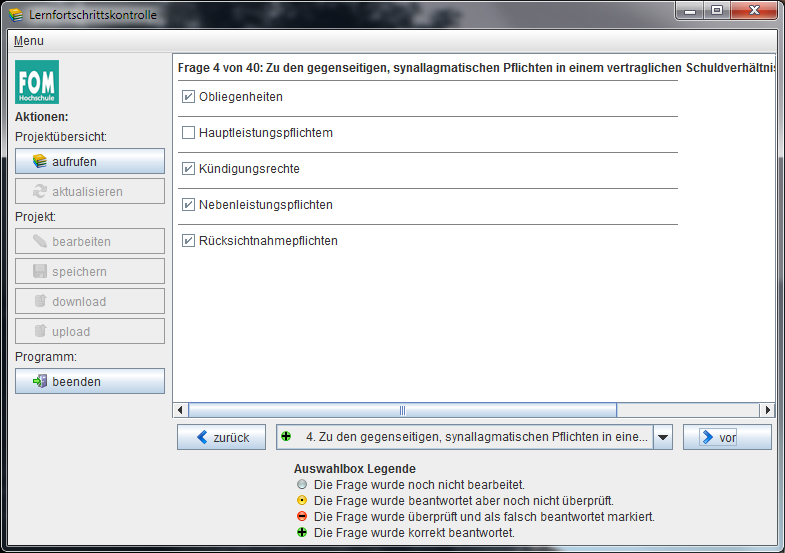 Lernfortschrittskontrolle
Menu
FOM
Hochschule
Aktionen:
Projektübersicht:
aufrufen
aktualisieren
Projekt:
bearbeiten
speichern
download
upload
Programm:
beenden
Frage 4 von 40: Zu den gegenseitigen, synallagmatischen Pflichten in einem vertraglichen Schuldverhältnis
Obliegenheiten
Hauptleistungspflichtem
Kündigungsrechte
Nebenleistungspflichten
Rücksichtnahmepflichten
zurück
4. Zu den gegenseitigen, synallagmatischen Pflichten in eine...
vor
Auswahlbox Legende
Die Frage wurde noch nicht bearbeitet.
Die Frage wurde beantwortet aber noch nicht überprüft.
Die Frage wurde überprüft und als falsch beantwortet markiert.
Die Frage wurde korrekt beantwortet.